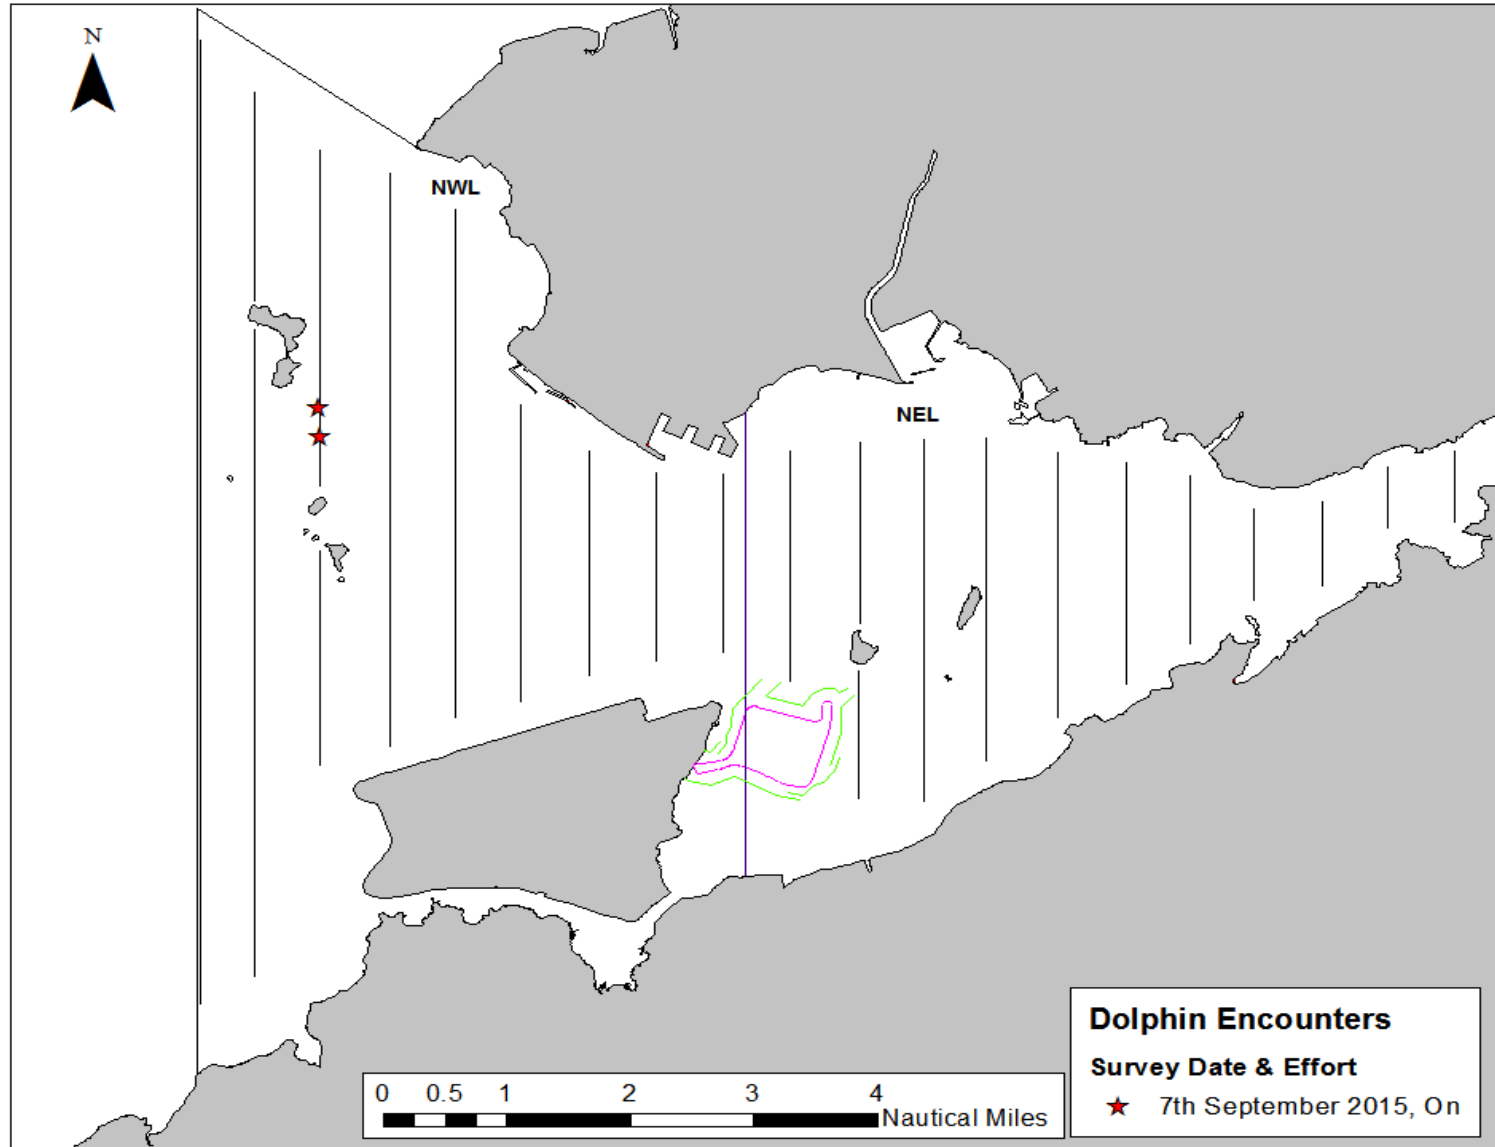 N
NWL
NEL
Dolphin Encounters
Survey Date & Effort
7th September 2015, On
0 0.5 1 2 3 4
Nautical Miles